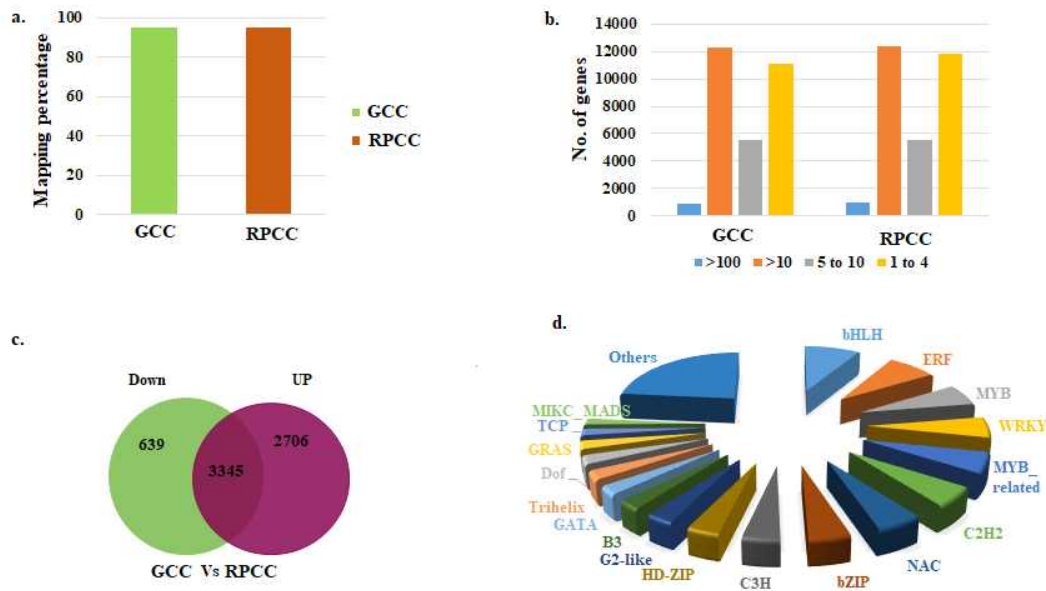 a.
100
80
60
40
20
0
Mapping percentage
GCC
RPCC
GCC
RPCC
b.
14000
12000
10000
8000
6000
4000
2000
0
No. of genes
GCC
RPCC
>100
>10
5 to 10
1 to 4
c.
Down
UP
639
3345
2706
GCC Vs RPCC
d.
Others
bHLH
ERF
MYB
WRKY
MYB_
related
C2H2
NAC
bZIP
C3H
HD-ZIP
G2-like
B3
GATA
Trihelix
Dof_
GRAS
TCP_
MIKC_MADS